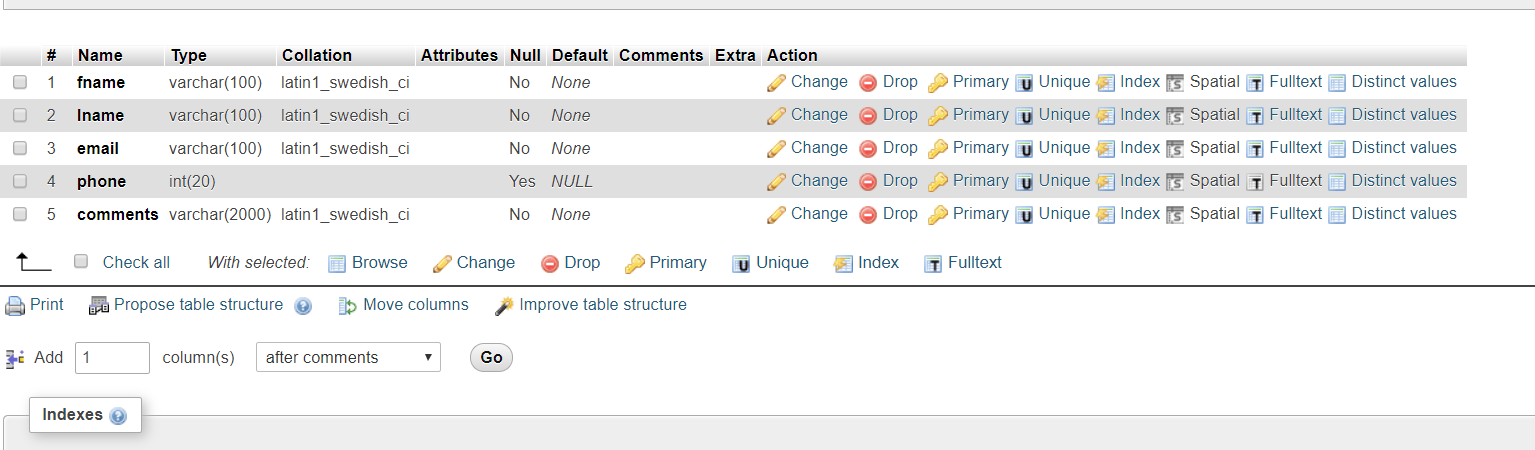 # Name Type Collation Attributes Null Default Comments Extra Action
1 fname varchar(100) latin1_swedish_ci No None Change Drop Primary Unique Index Spatial Fulltext Distinct values
2 lname varchar(100) latin1_swedish_ci No None Change Drop Primary Unique Index Spatial Fulltext Distinct values
3 email varchar(100) latin1_swedish_ci No None Change Drop Primary Unique Index Spatial Fulltext Distinct values
4 phone int(20) Yes NULL Change Drop Primary Unique Index Spatial Fulltext Distinct values
5 comments varchar(2000) latin1_swedish_ci No None Change Drop Primary Unique Index Spatial Fulltext Distinct values
Check all With selected: Browse Change Drop Primary Unique Index Fulltext
Print Propose table structure Move columns Improve table structure
Add 1 column(s) after comments Go
Indexes